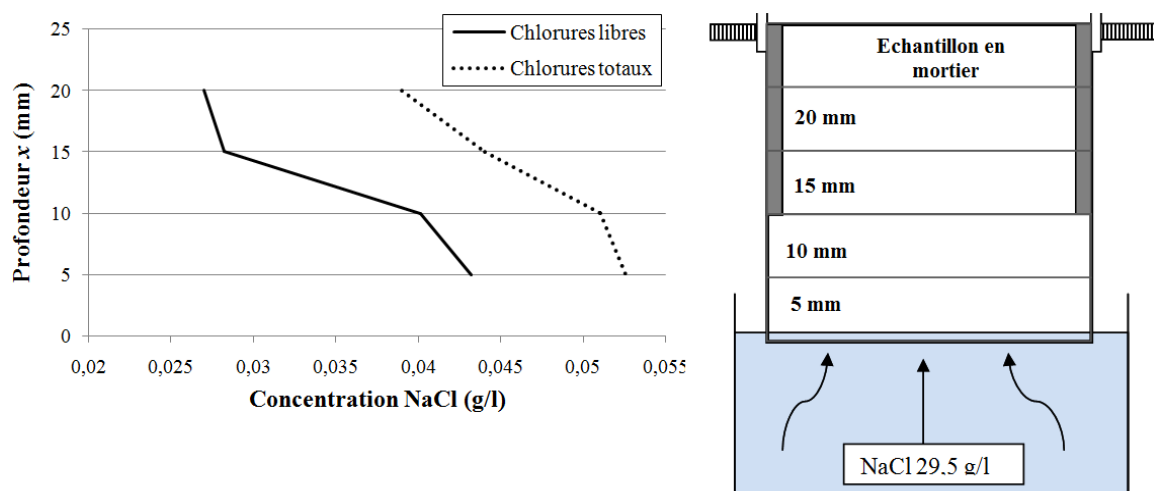 25
20
15
10
5
0
Profondeur x (mm)
0,02
0,025
0,03
0,035
0,04
0,045
0,05
0,055
Concentration NaCl (g/l)
Chlorures libres
Chlorures totaux
Echantillon en
mortier
20 mm
15 mm
10 mm
5 mm
NaCl 29,5 g/l